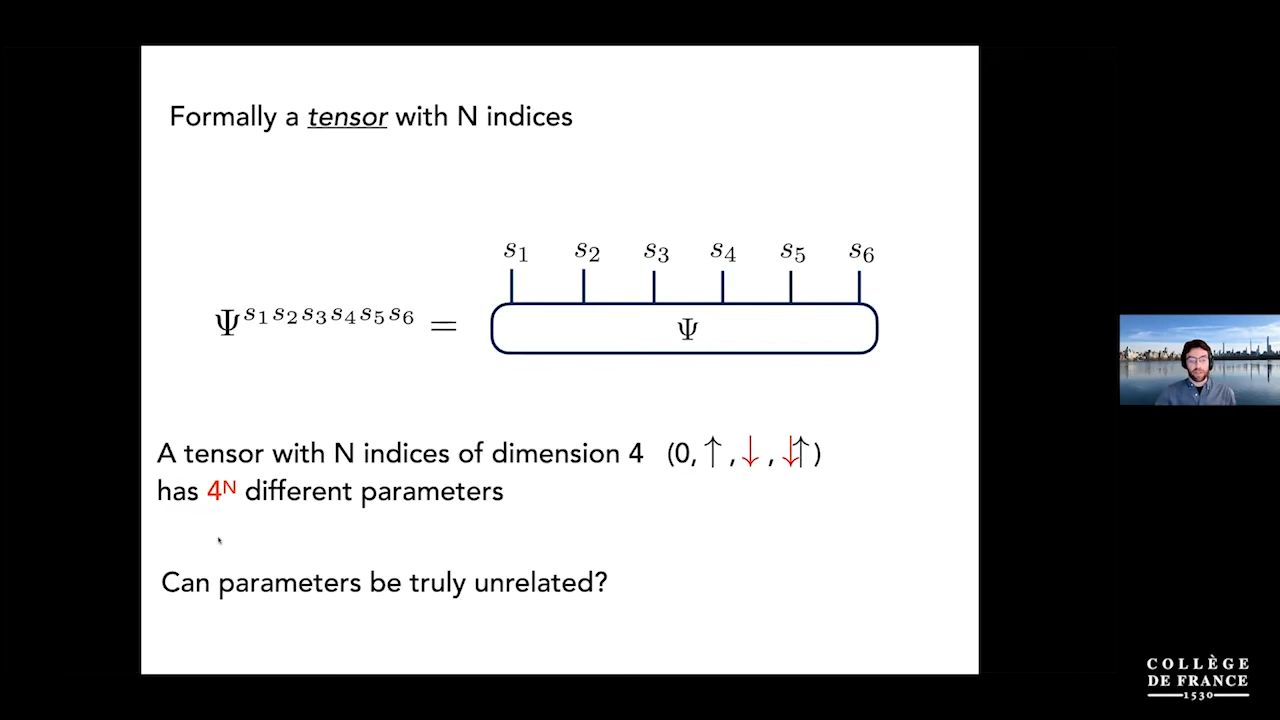 Formally a tensor with N indices
s₁ s₂ s₃ s₄ s₅ s₆
Ψ^{s₁s₂s₃s₄s₅s₆} = Ψ
A tensor with N indices of dimension 4 (0, ↑, ↓, ↓↑)
has 4ᴺ different parameters
Can parameters be truly unrelated?
COLLÈGE
DE FRANCE
1530